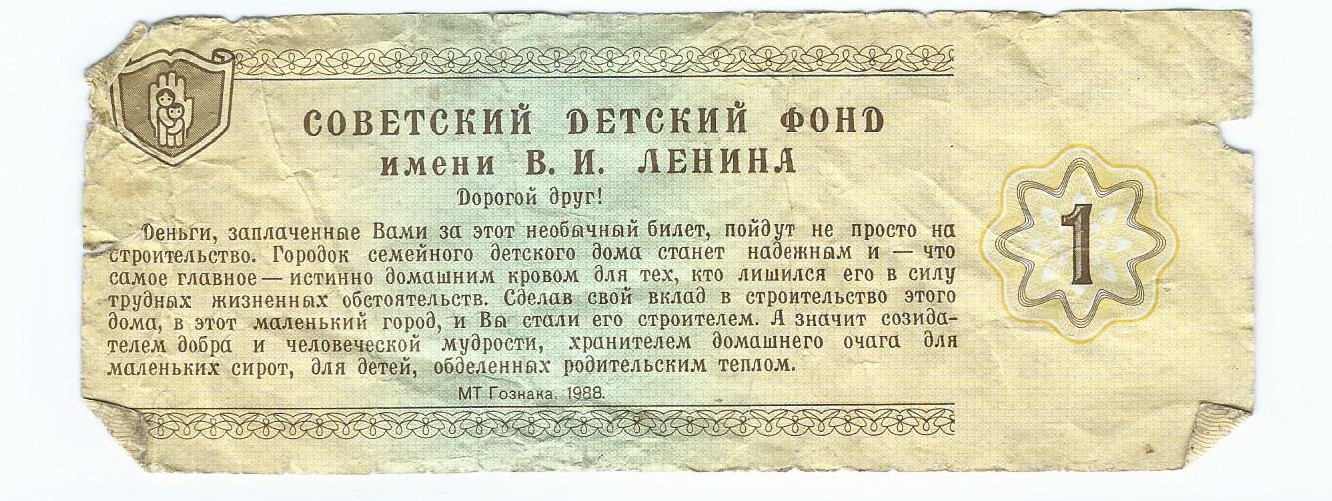 СОВЕТСКИЙ ДЕТСКИЙ ФОНД
имени В. И. ЛЕНИНА
Дорогой друг!
Деньги, заплаченные Вами за этот необычный билет, пойдут не просто на
строительство. Городок семейного детского дома станет надежным и — что
самое главное — истинно домашним кровом для тех, кто лишился его в силу
трудных жизненных обстоятельств. Сделав свой вклад в строительство этого
дома, в этот маленький город, и Вы стали его строителем. А значит созида-
телем добра и человеческой мудрости, хранителем домашнего очага для
маленьких сирот, для детей, обделенных родительским теплом.
МТ Гознака. 1988.
1